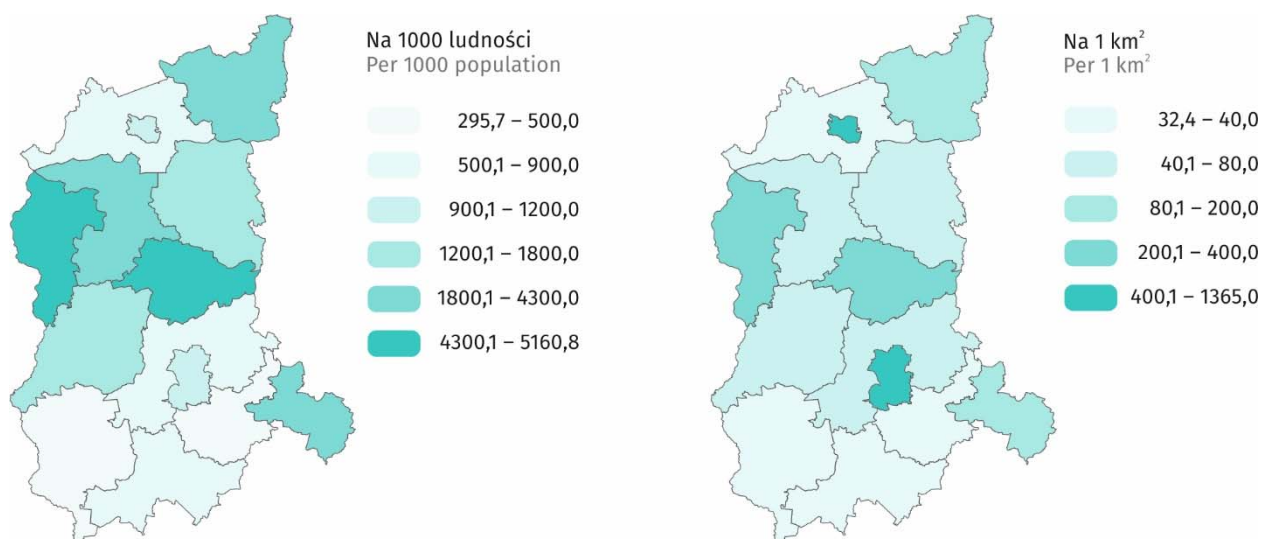 Na 1000 ludności
Per 1000 population
295,7 – 500,0
500,1 – 900,0
900,1 – 1200,0
1200,1 – 1800,0
1800,1 – 4300,0
4300,1 – 5160,8
Na 1 km²
Per 1 km²
32,4 – 40,0
40,1 – 80,0
80,1 – 200,0
200,1 – 400,0
400,1 – 1365,0